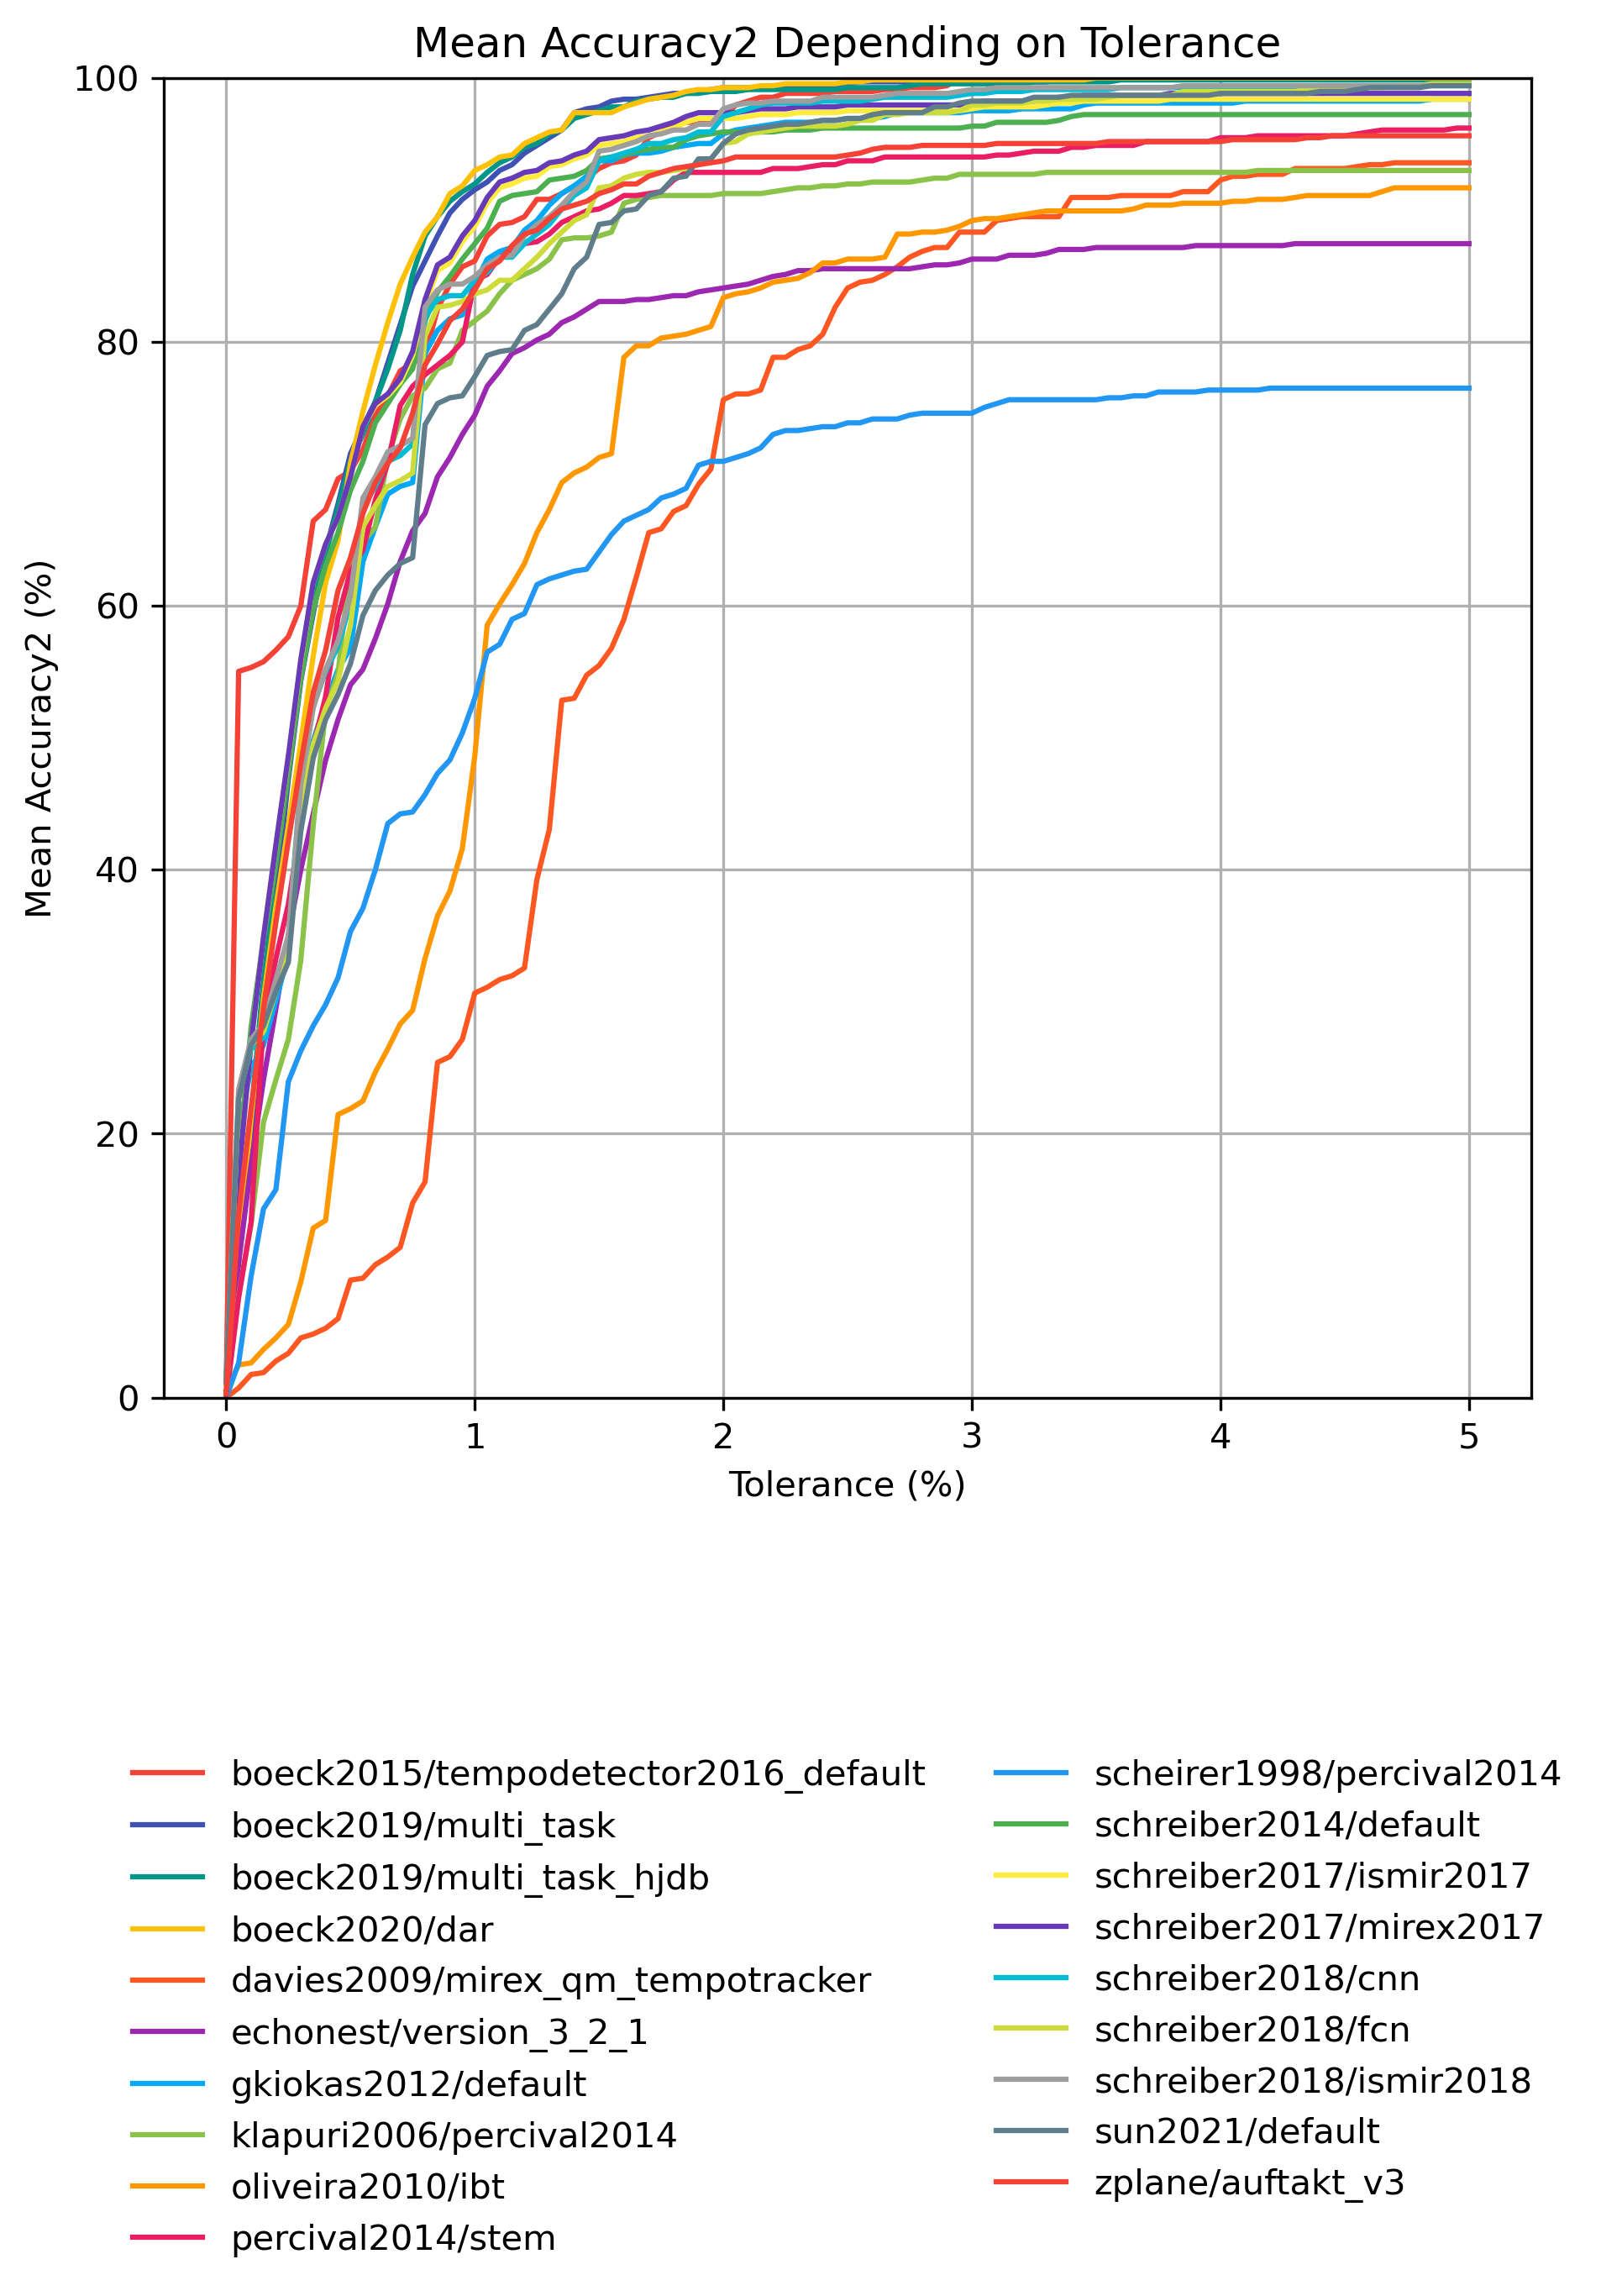 Mean Accuracy2 Depending on Tolerance
100
80
60
40
20
0
Mean Accuracy2 (%)
0 1 2 3 4 5
Tolerance (%)
boeck2015/tempodetector2016_default
boeck2019/multi_task
boeck2019/multi_task_hjdb
boeck2020/dar
davies2009/mirex_qm_tempotracker
echonest/version_3_2_1
gkiokas2012/default
klapuri2006/percival2014
oliveira2010/ibt
percival2014/stem
scheirer1998/percival2014
schreiber2014/default
schreiber2017/ismir2017
schreiber2017/mirex2017
schreiber2018/cnn
schreiber2018/fcn
schreiber2018/ismir2018
sun2021/default
zplane/auftakt_v3